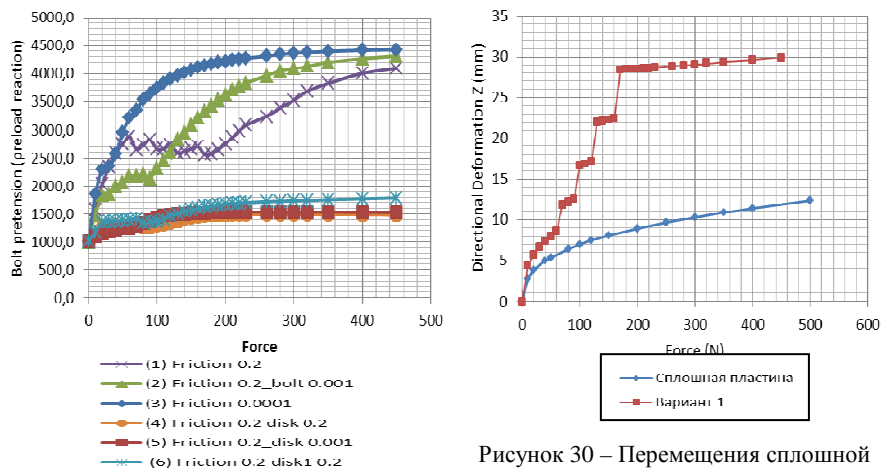 Bolt pretension (preload reaction)
5000,0
4500,0
4000,0
3500,0
3000,0
2500,0
2000,0
1500,0
1000,0
500,0
0,0
0
100
200
300
400
500
Force
(1) Friction 0.2
(2) Friction 0.2_bolt 0.001
(3) Friction 0.0001
(4) Friction 0.2 disk 0.2
(5) Friction 0.2_disk 0.001
(6) Friction 0.2 disk1 0.2
Directional Deformation Z (mm)
35
30
25
20
15
10
5
0
0
100
200
300
400
500
600
Force (N)
Сплошная пластина
Вариант 1
Рисунок 30 – Перемещения сплошной